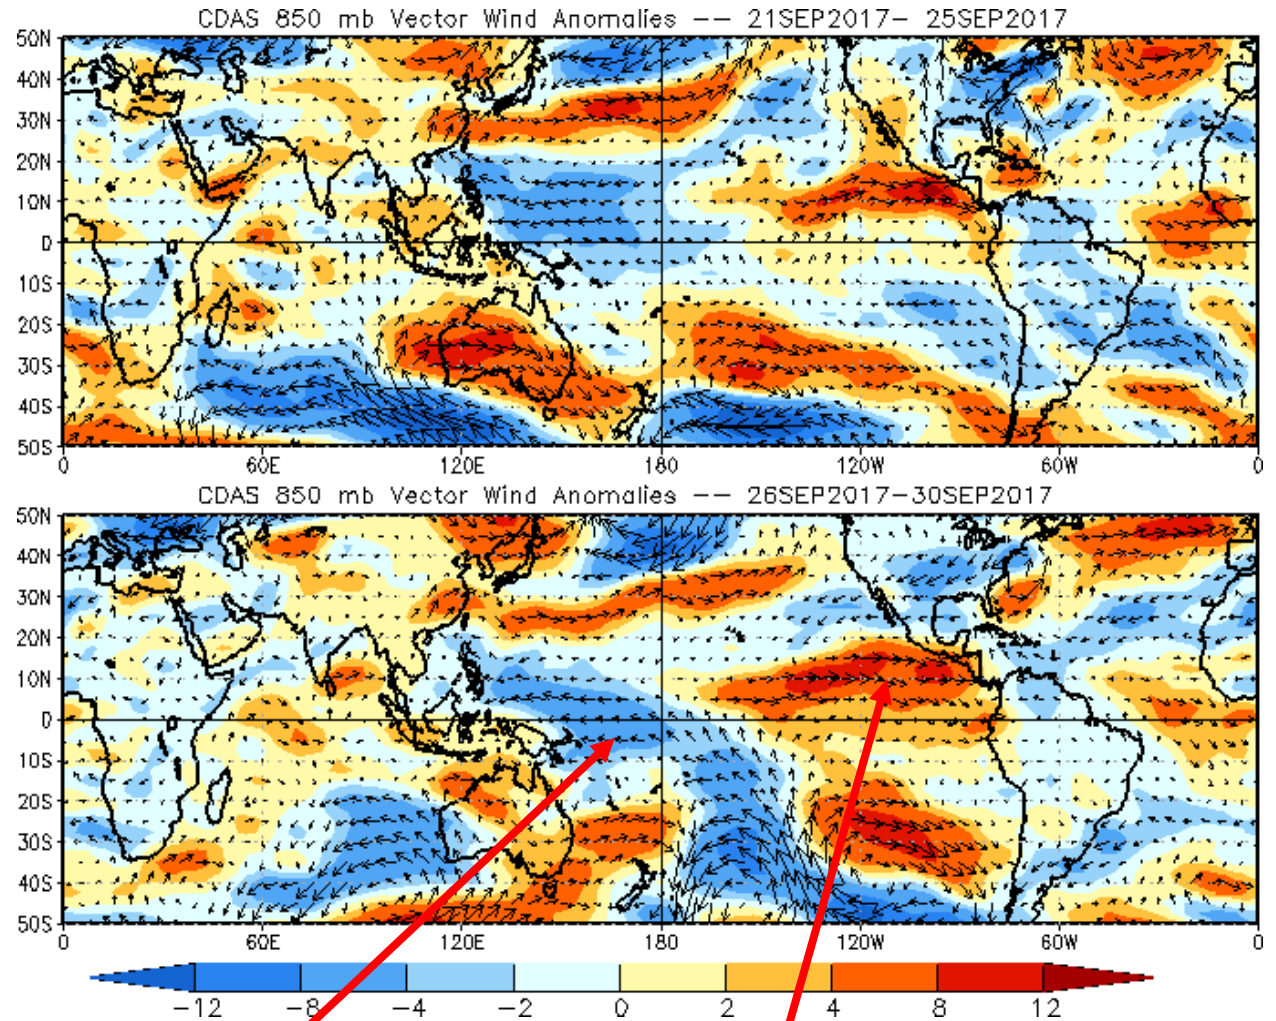 CDAS 850 mb Vector Wind Anomalies -- 21SEP2017- 25SEP2017
50N
40N
30N
20N
10N
0
10S
20S
30S
40S
50S
0 60E 120E 180 120W 60W 0
CDAS 850 mb Vector Wind Anomalies -- 26SEP2017-30SEP2017
50N
40N
30N
20N
10N
0
10S
20S
30S
40S
50S
0 60E 120E 180 120W 60W 0
-12 -8 -4 -2 0 2 4 8 12